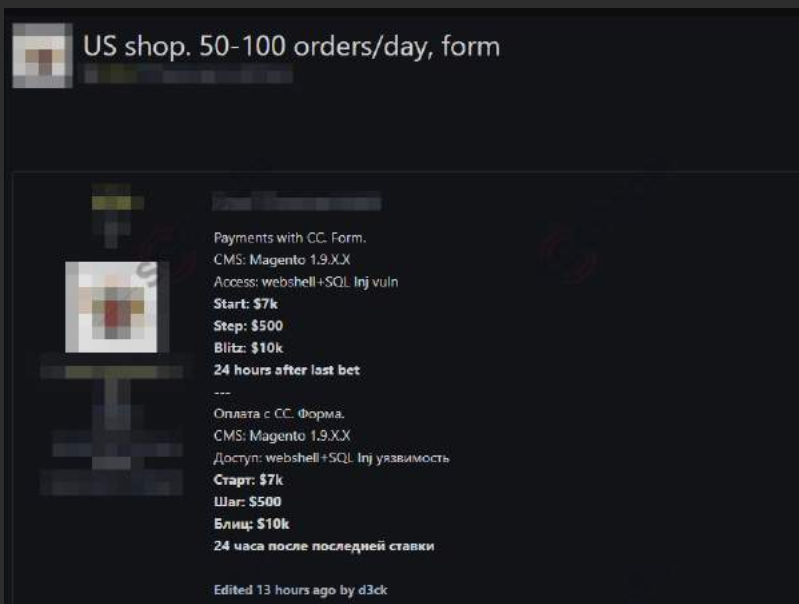 US shop. 50-100 orders/day, form
Payments with CC. Form.
CMS: Magento 1.9.X.X
Access: webshell+SQL Inj vuln
Start: $7k
Step: $500
Blitz: $10k
24 hours after last bet
---
Оплата с СС. Форма.
CMS: Magento 1.9.X.X
Доступ: webshell+SQL Inj уязвимость
Старт: $7k
Шаг: $500
Блиц: $10k
24 часа после последней ставки
Edited 13 hours ago by d3ck